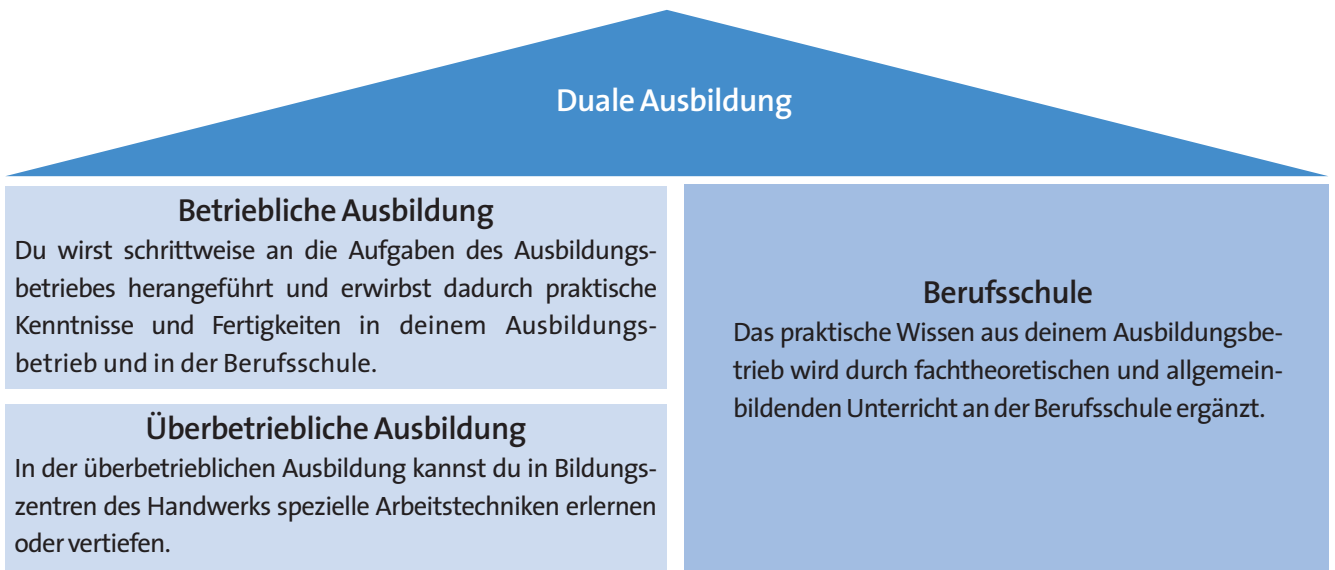 Duale Ausbildung
Betriebliche Ausbildung
Du wirst schrittweise an die Aufgaben des Ausbildungs-
betriebes herangeführt und erwirbst dadurch praktische
Kenntnisse und Fertigkeiten in deinem Ausbildungs-
betrieb und in der Berufsschule.
Überbetriebliche Ausbildung
In der überbetrieblichen Ausbildung kannst du in Bildungs-
zentren des Handwerks spezielle Arbeitstechniken erlernen
oder vertiefen.
Berufsschule
Das praktische Wissen aus deinem Ausbildungsbe-
trieb wird durch fachtheoretischen und allgemein-
bildenden Unterricht an der Berufsschule ergänzt.